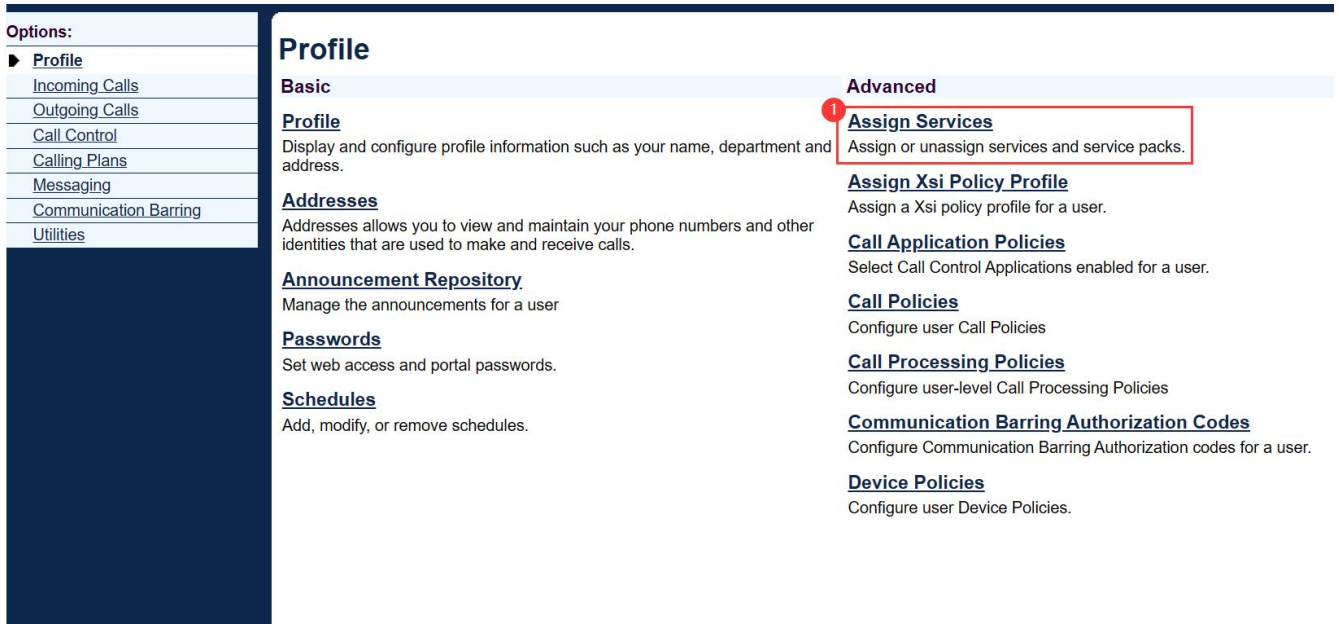 Options:
Profile
Incoming Calls
Outgoing Calls
Call Control
Calling Plans
Messaging
Communication Barring
Utilities
Profile
Basic
Profile
Display and configure profile information such as your name, department and
address.
Addresses
Addresses allows you to view and maintain your phone numbers and other
identities that are used to make and receive calls.
Announcement Repository
Manage the announcements for a user
Passwords
Set web access and portal passwords.
Schedules
Add, modify, or remove schedules.
Advanced
1
Assign Services
Assign or unassign services and service packs.
Assign Xsi Policy Profile
Assign a Xsi policy profile for a user.
Call Application Policies
Select Call Control Applications enabled for a user.
Call Policies
Configure user Call Policies
Call Processing Policies
Configure user-level Call Processing Policies
Communication Barring Authorization Codes
Configure Communication Barring Authorization codes for a user.
Device Policies
Configure user Device Policies.